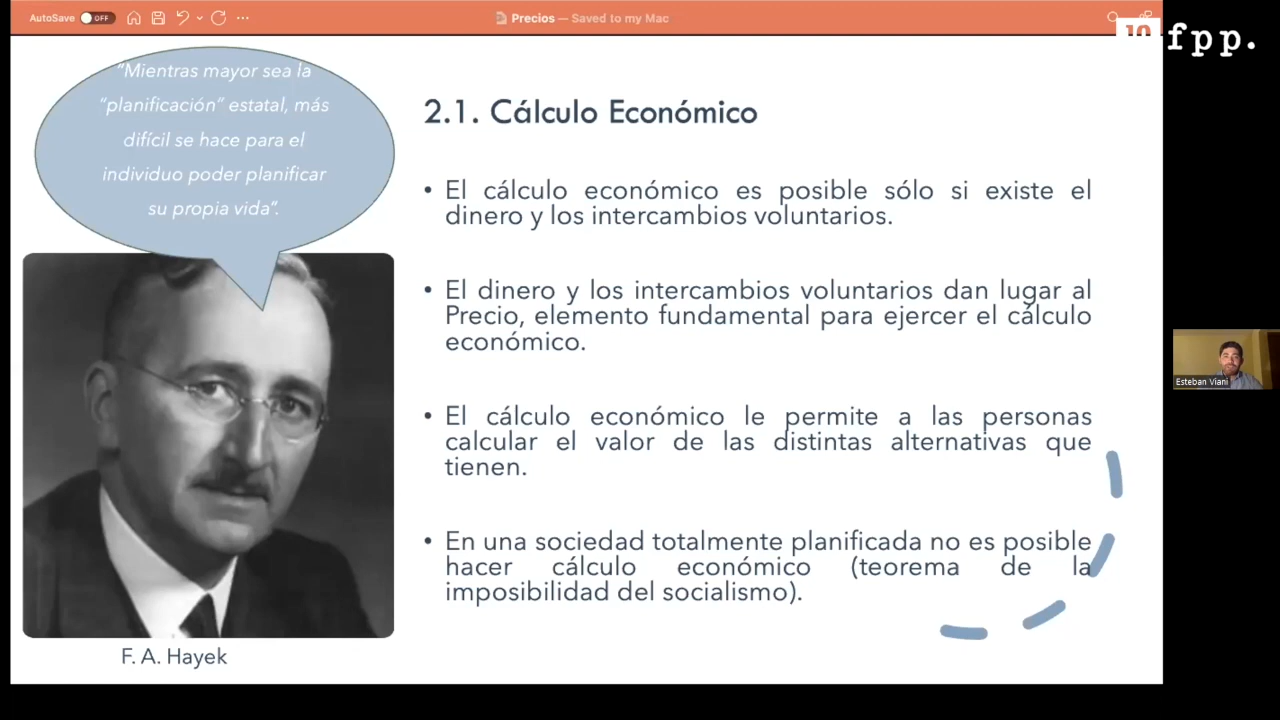 AutoSave OFF
Precios — Saved to my Mac
10
fpp.
"Mientras mayor sea la
"planificación" estatal, más
difícil se hace para el
individuo poder planificar
su propia vida".
2.1. Cálculo Económico
• El cálculo económico es posible sólo si existe el
dinero y los intercambios voluntarios.
• El dinero y los intercambios voluntarios dan lugar al
Precio, elemento fundamental para ejercer el cálculo
económico.
• El cálculo económico le permite a las personas
calcular el valor de las distintas alternativas que
tienen.
• En una sociedad totalmente planificada no es posible
hacer cálculo económico (teorema de la
imposibilidad del socialismo).
F. A. Hayek
Esteban Viani